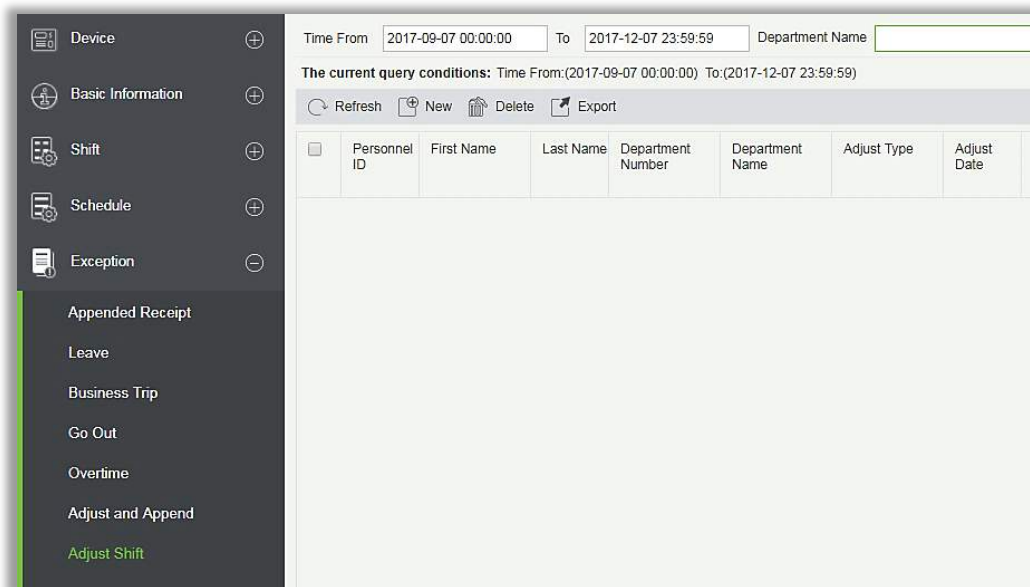 Device
Basic Information
Shift
Schedule
Exception
Appended Receipt
Leave
Business Trip
Go Out
Overtime
Adjust and Append
Adjust Shift
Time From 2017-09-07 00:00:00 To 2017-12-07 23:59:59 Department Name
The current query conditions: Time From:(2017-09-07 00:00:00) To:(2017-12-07 23:59:59)
Refresh New Delete Export
Personnel ID First Name Last Name Department Number Department Name Adjust Type Adjust Date